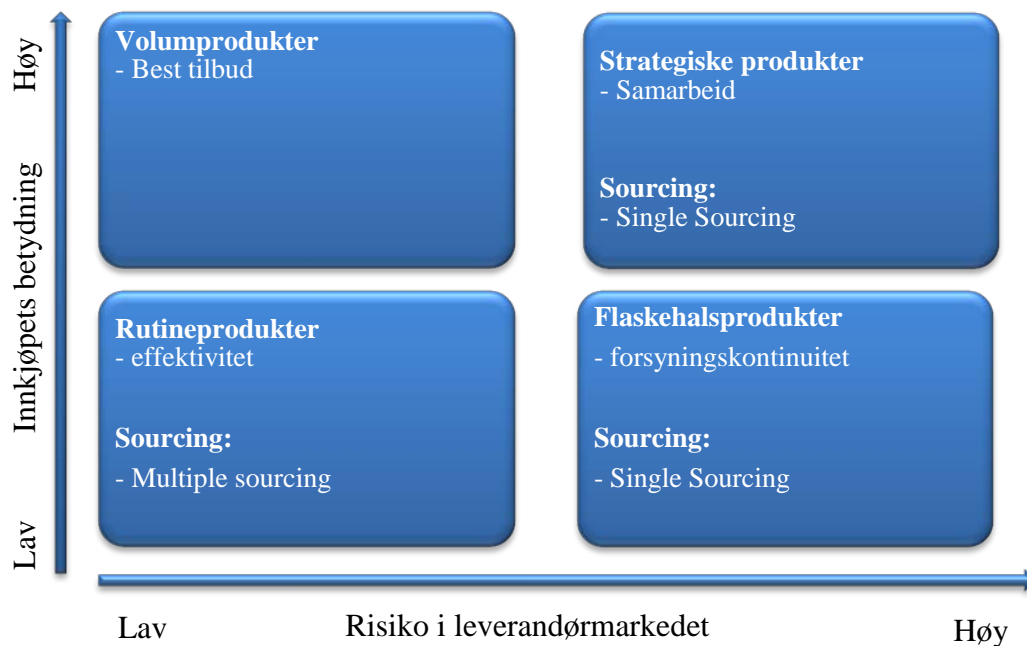 Høy
Innkjøpets betydning
Lav
Volumprodukter
- Best tilbud
Strategiske produkter
- Samarbeid
Sourcing:
- Single Sourcing
Rutineprodukter
- effektivitet
Sourcing:
- Multiple sourcing
Flaskehalsprodukter
- forsyningskontinuitet
Sourcing:
- Single Sourcing
Lav
Risiko i leverandørmarkedet
Høy